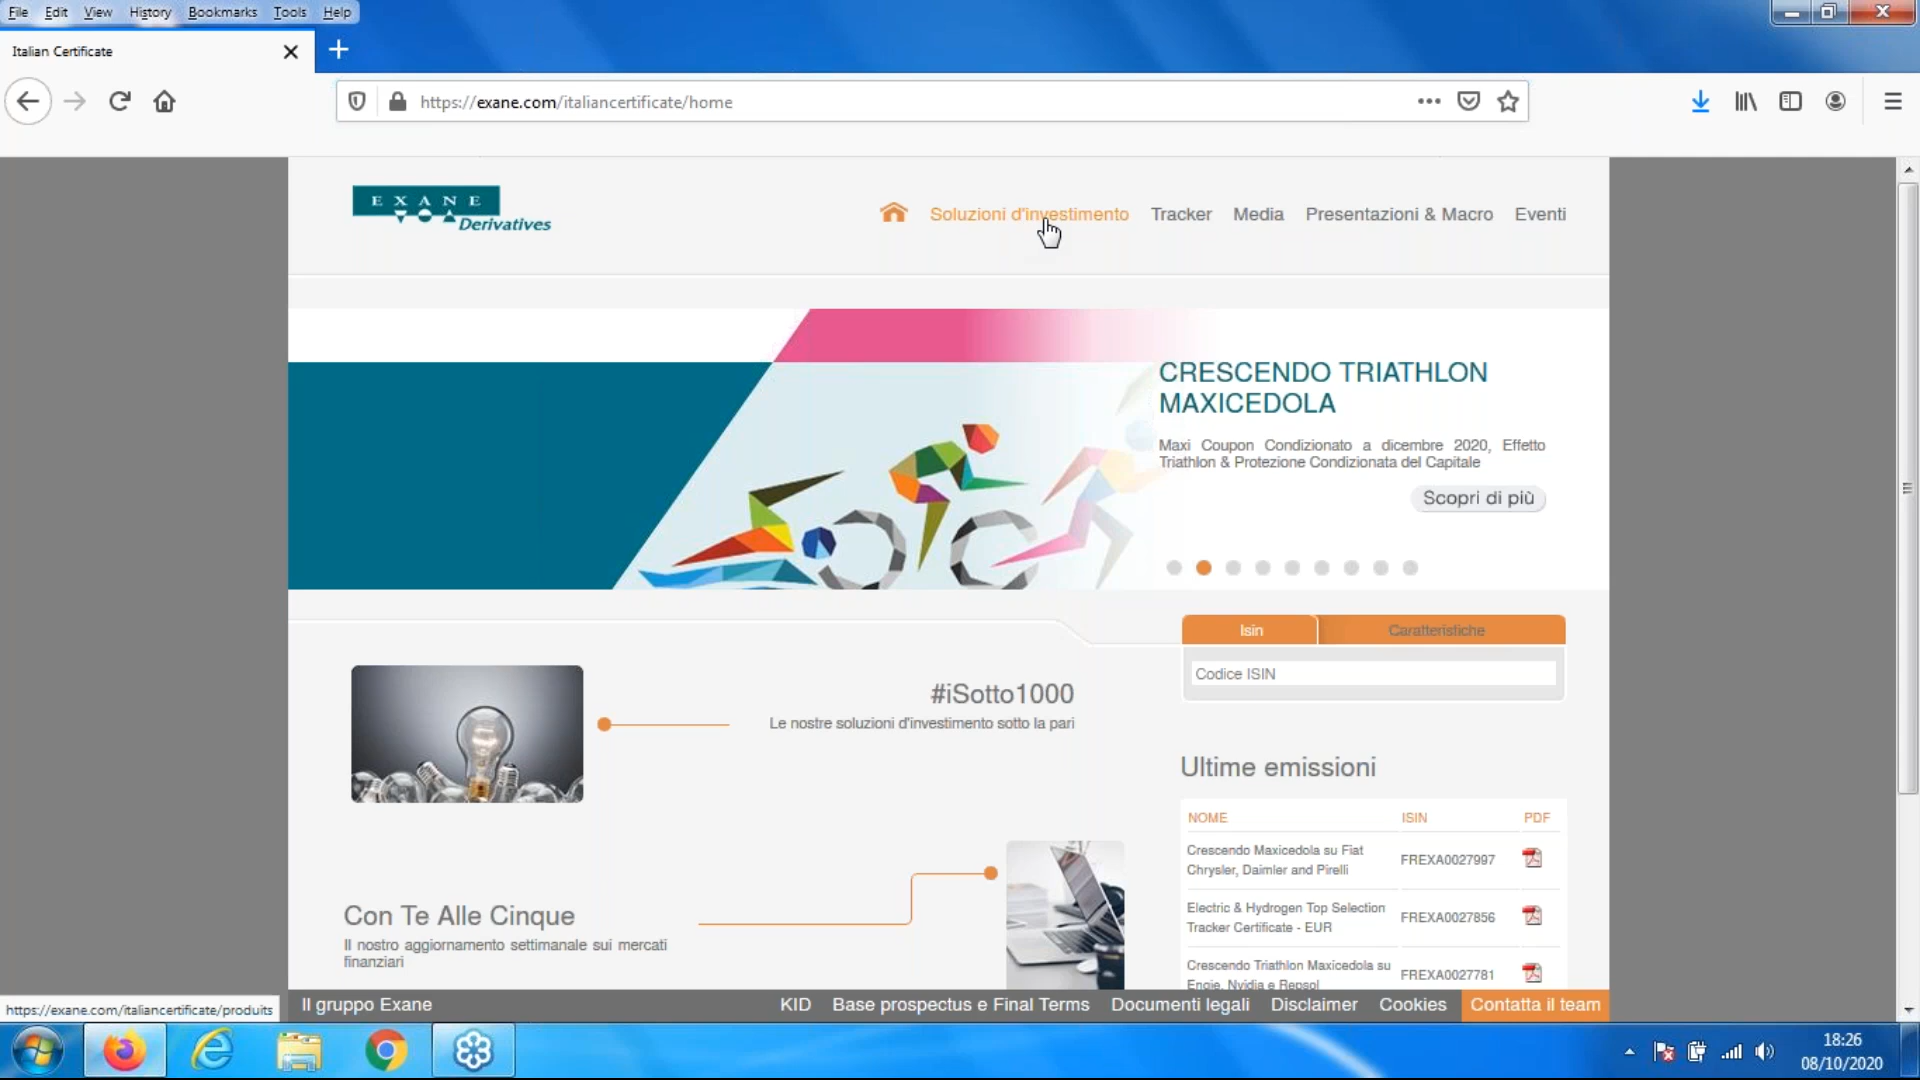 File Edit View History Bookmarks Tools Help
Italian Certificate
https://exane.com/italiancertificate/home
EXANE
Derivatives
Soluzioni d'investimento Tracker Media Presentazioni & Macro Eventi
CRESCENDO TRIATHLON
MAXICEDOLA
Maxi Coupon Condizionato a dicembre 2020, Effetto
Triathlon & Protezione Condizionata del Capitale
Scopri di più
Isin Caratteristiche
Codice ISIN
#iSotto1000
Le nostre soluzioni d'investimento sotto la pari
Ultime emissioni
NOME ISIN PDF
Crescendo Maxicedola su Fiat
Chrysler, Daimler and Pirelli
FREXA0027997
Electric & Hydrogen Top Selection
Tracker Certificate - EUR
FREXA0027856
Crescendo Triathlon Maxicedola su
Engie, Nvidia e Repsol
FREXA0027781
Con Te Alle Cinque
Il nostro aggiornamento settimanale sui mercati
finanziari
https://exane.com/italiancertificate/produits
Il gruppo Exane KID Base prospectus e Final Terms Documenti legali Disclaimer Cookies Contatta il team
18:26
08/10/2020